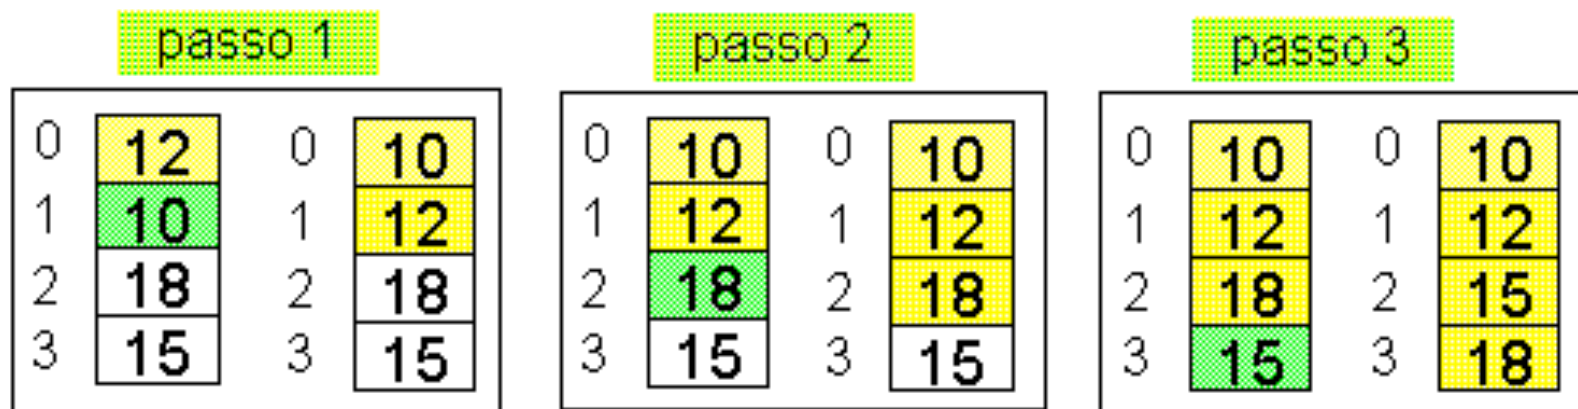 passo 1 passo 2 passo 3
0 12 0 10 0 10 0 10 0 10 0 10
1 10 1 12 1 12 1 12 1 12 1 12
2 18 2 18 2 18 2 18 2 18 2 15
3 15 3 15 3 15 3 15 3 15 3 18